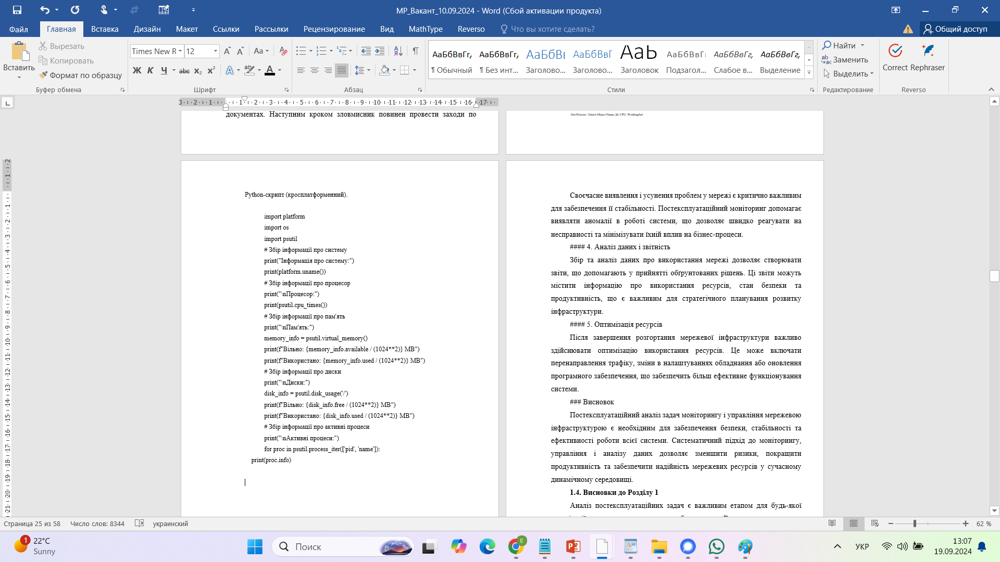 MP_Вакант_10.09.2024 - Word (Сбой активации продукта)
Файл Главная Вставка Дизайн Макет Ссылки Рассылки Рецензирование Вид MathType Reverso Что вы хотите сделать? Общий доступ
Вставить
Вырезать
Копировать
Формат по образцу
Буфер обмена
Times New R 12
Aa
Ж К Ч abc x₂ x²
Шрифт
Абзац
АаБбВвГг, АаБбВвГг, АаБбВв АаБбВвГ АаЬ АаБбВвГг АаБбВвГг, АаБбВвГг,
¶ Обычный ¶ Без инт... Заголово... Заголово... Заголовок Подзагол... Слабое в... Выделение
Стили
Найти
Заменить
Выделить
Редактирование
Correct Rephraser
Reverso
3 2 1 1 2 3 4 5 6 7 8 9 10 11 12 13 14 15 16 17
документах. Наступним кроком зловмисник повинен провести заходи по
Get-Process | Select-Object Name, Id, CPU, WorkingSet
Python-скрипт (кросплатформенний).
import platform
import os
import psutil
# Збір інформації про систему
print("Інформація про систему:")
print(platform.uname())
# Збір інформації про процесор
print("\nПроцесор:")
print(psutil.cpu_times())
# Збір інформації про пам'ять
print("\nПам'ять:")
memory_info = psutil.virtual_memory()
print(f"Вільно: {memory_info.available / (1024**2)} MB")
print(f"Використано: {memory_info.used / (1024**2)} MB")
# Збір інформації про диски
print("\nДиски:")
disk_info = psutil.disk_usage('/')
print(f"Вільно: {disk_info.free / (1024**2)} MB")
print(f"Використано: {disk_info.used / (1024**2)} MB")
# Збір інформації про активні процеси
print("\nАктивні процеси:")
for proc in psutil.process_iter(['pid', 'name']):
print(proc.info)
Своєчасне виявлення і усунення проблем у мережі є критично важливим
для забезпечення її стабільності. Постексплуатаційний моніторинг допомагає
виявляти аномалії в роботі системи, що дозволяє швидко реагувати на
несправності та мінімізувати їхній вплив на бізнес-процеси.
#### 4. Аналіз даних і звітність
Збір та аналіз даних про використання мережі дозволяє створювати
звіти, що допомагають у прийнятті обґрунтованих рішень. Ці звіти можуть
містити інформацію про використання ресурсів, стан безпеки та
продуктивність, що є важливим для стратегічного планування розвитку
інфраструктури.
#### 5. Оптимізація ресурсів
Після завершення розгортання мережевої інфраструктури важливо
здійснювати оптимізацію використання ресурсів. Це може включати
перенаправлення трафіку, зміни в налаштуваннях обладнання або оновлення
програмного забезпечення, що забезпечить більш ефективне функціонування
системи.
### Висновок
Постексплуатаційний аналіз задач моніторингу і управління мережевою
інфраструктурою є необхідним для забезпечення безпеки, стабільності та
ефективності роботи всієї системи. Систематичний підхід до моніторингу,
управління і аналізу даних дозволяє зменшити ризики, покращити
продуктивність та забезпечити надійність мережевих ресурсів у сучасному
динамічному середовищі.
1.4. Висновки до Розділу 1
Аналіз постексплуатаційних задач є важливим етапом для будь-якої
Страница 25 из 58 Число слов: 8344 украинский 62 %
1 22°C
Sunny
Поиск
E
УКР
13:07
19.09.2024